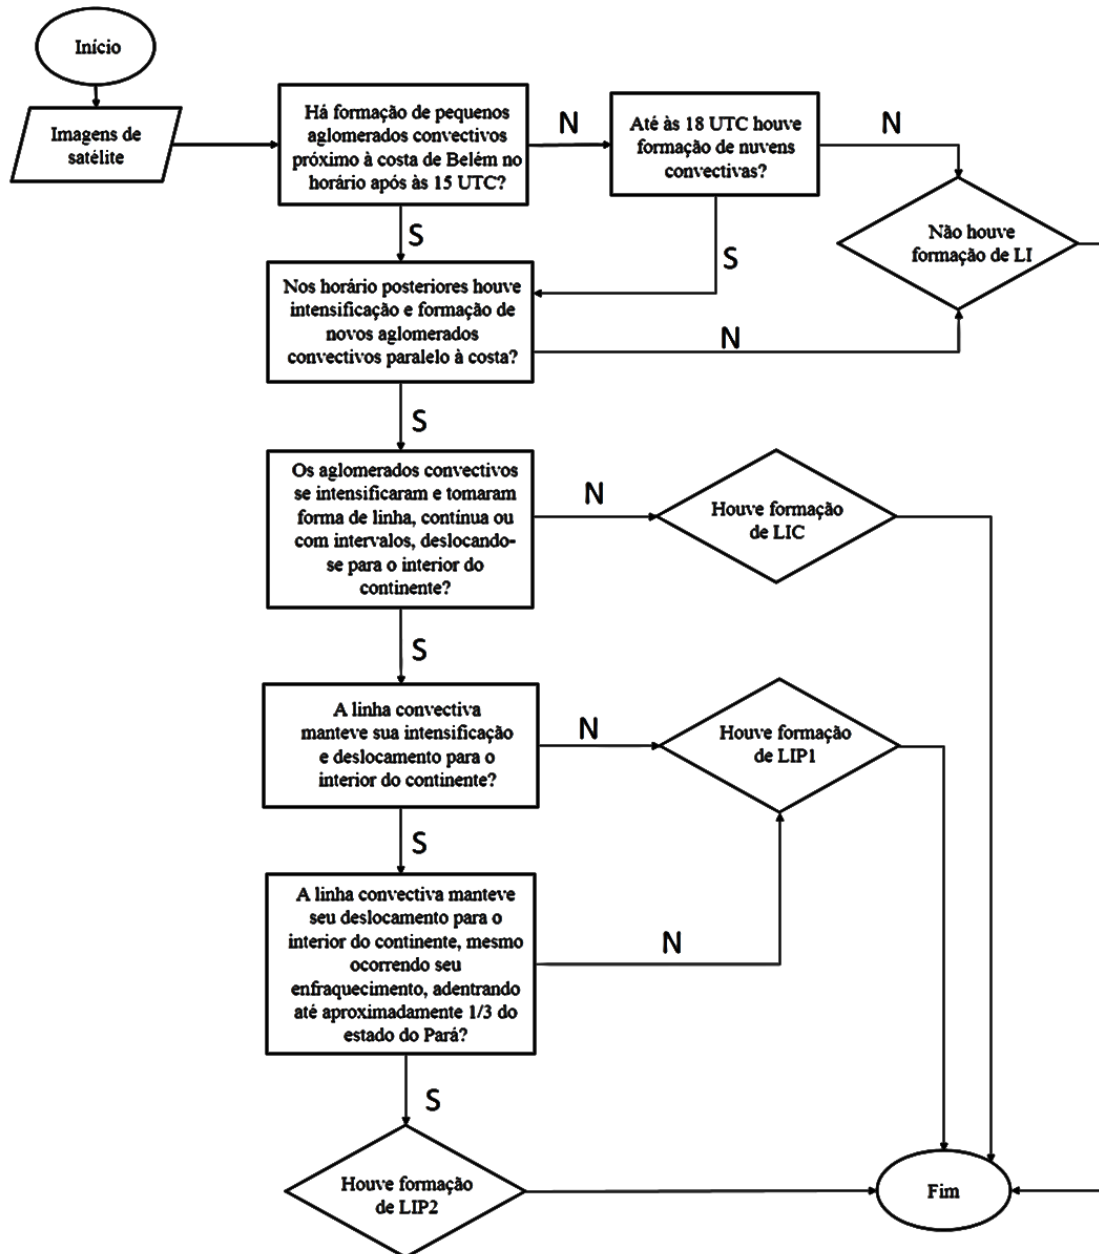 Início
Imagens de
satélite
Há formação de pequenos
aglomerados convectivos
próximo à costa de Belém no
horário após às 15 UTC?
N
Até às 18 UTC houve
formação de nuvens
convectivas?
N
Não houve
formação de LI
S
S
Nos horário posteriores houve
intensificação e formação de
novos aglomerados
convectivos paralelo à costa?
N
S
Os aglomerados convectivos
se intensificaram e tomaram
forma de linha, contínua ou
com intervalos, deslocando-
se para o interior do
continente?
N
Houve formação
de LIC
S
A linha convectiva
manteve sua intensificação
e deslocamento para o
interior do continente?
N
Houve formação
de LIP1
S
A linha convectiva manteve
seu deslocamento para o
interior do continente, mesmo
ocorrendo seu
enfraquecimento, adentrando
até aproximadamente 1/3 do
estado do Pará?
N
S
Houve formação
de LIP2
Fim